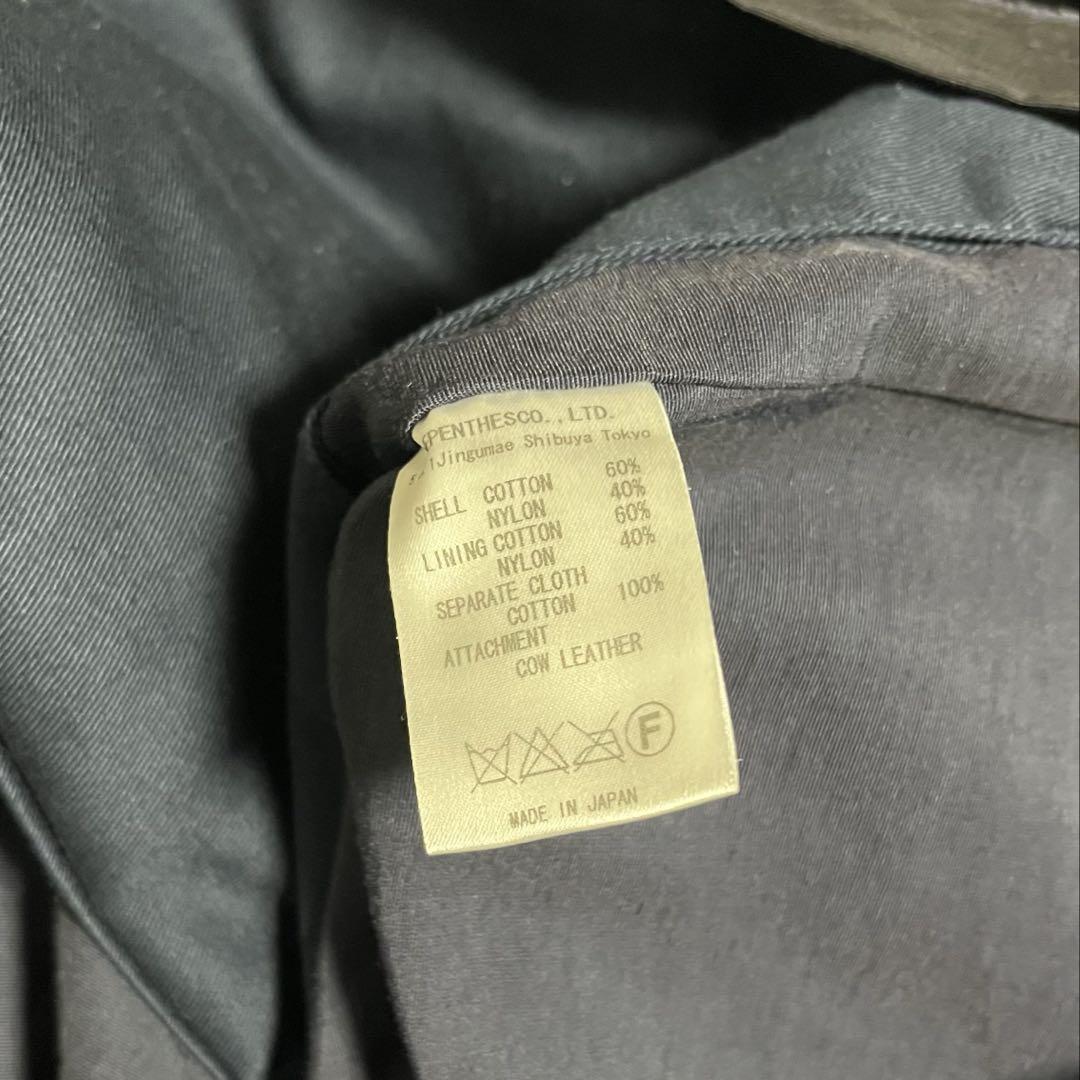 EPENTHESCO.,LTD.
Jingumae Shibuya Tokyo
SHELL COTTON 60%
NYLON 40%
LINING COTTON 60%
NYLON 40%
SEPARATE CLOTH
COTTON 100%
ATTACHMENT
COW LEATHER
F
MADE IN JAPAN